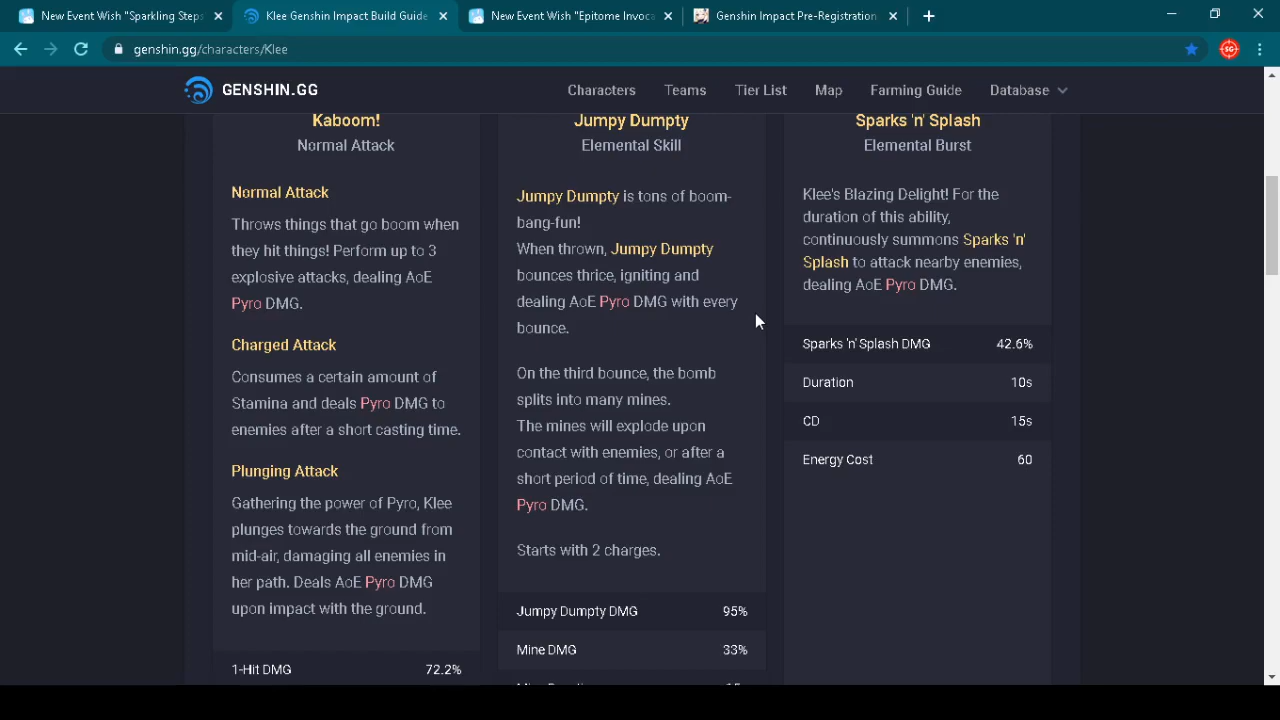 New Event Wish "Sparkling Steps
Klee Genshin Impact Build Guide
New Event Wish "Epitome Invoca
Genshin Impact Pre-Registration
genshin.gg/characters/Klee
SG
GENSHIN.GG
Characters
Teams
Tier List
Map
Farming Guide
Database
Kaboom!
Normal Attack
Normal Attack
Throws things that go boom when
they hit things! Perform up to 3
explosive attacks, dealing AoE
Pyro DMG.
Charged Attack
Consumes a certain amount of
Stamina and deals Pyro DMG to
enemies after a short casting time.
Plunging Attack
Gathering the power of Pyro, Klee
plunges towards the ground from
mid-air, damaging all enemies in
her path. Deals AoE Pyro DMG
upon impact with the ground.
1-Hit DMG 72.2%
Jumpy Dumpty
Elemental Skill
Jumpy Dumpty is tons of boom-
bang-fun!
When thrown, Jumpy Dumpty
bounces thrice, igniting and
dealing AoE Pyro DMG with every
bounce.
On the third bounce, the bomb
splits into many mines.
The mines will explode upon
contact with enemies, or after a
short period of time, dealing AoE
Pyro DMG.
Starts with 2 charges.
Jumpy Dumpty DMG 95%
Mine DMG 33%
Sparks 'n' Splash
Elemental Burst
Klee's Blazing Delight! For the
duration of this ability,
continuously summons Sparks 'n'
Splash to attack nearby enemies,
dealing AoE Pyro DMG.
Sparks 'n' Splash DMG 42.6%
Duration 10s
CD 15s
Energy Cost 60